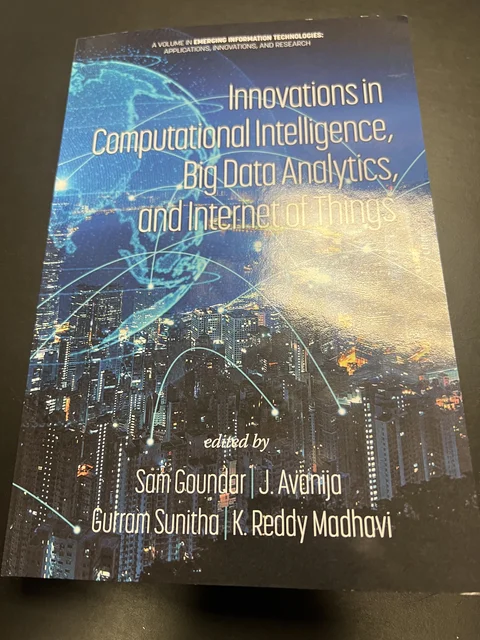 A VOLUME IN EMERGING INFORMATION TECHNOLOGIES:
APPLICATIONS, INNOVATIONS, AND RESEARCH
Innovations in
Computational Intelligence,
Big Data Analytics,
and Internet of Things
edited by
Sam Goundar | J. Avanija
Gurram Sunitha | K. Reddy Madhavi